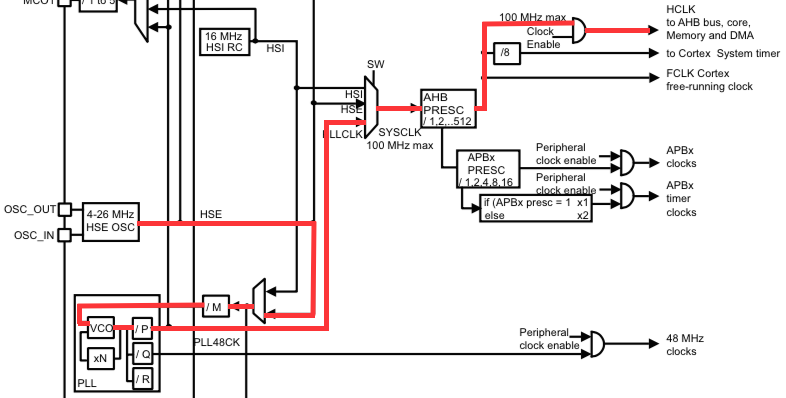 MCO1
/ 1 to 5
16 MHz
HSI RC
HSI
SW
HSI
HSE
PLLCLK
SYSCLK
100 MHz max
AHB
PRESC
/ 1,2,..512
100 MHz max
Clock
Enable
/8
HCLK
to AHB bus, core,
Memory and DMA
to Cortex System timer
FCLK Cortex
free-running clock
APBx
PRESC
/ 1,2,4,8,16
Peripheral
clock enable
APBx
clocks
Peripheral
clock enable
if (APBx presc = 1 x1
else x2
APBx
timer
clocks
OSC_OUT
OSC_IN
4-26 MHz
HSE OSC
HSE
/ M
VCO
xN
/ P
/ Q
/ R
PLL
PLL48CK
Peripheral
clock enable
48 MHz
clocks